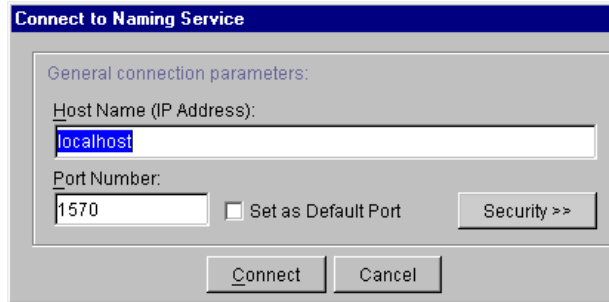 Connect to Naming Service
General connection parameters:
Host Name (IP Address):
localhost
Port Number:
1570
Set as Default Port
Security >>
Connect
Cancel